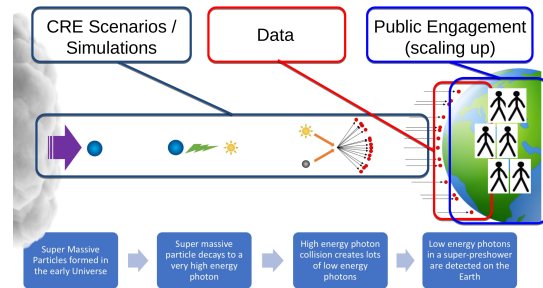 CRE Scenarios /
Simulations
Data
Public Engagement
(scaling up)
Super Massive
Particles formed in
the early Universe
Super massive
particle decays to a
very high energy
photon
High energy photon
collision creates lots
of low energy
photons
Low energy photons
in a super-preshower
are detected on the
Earth